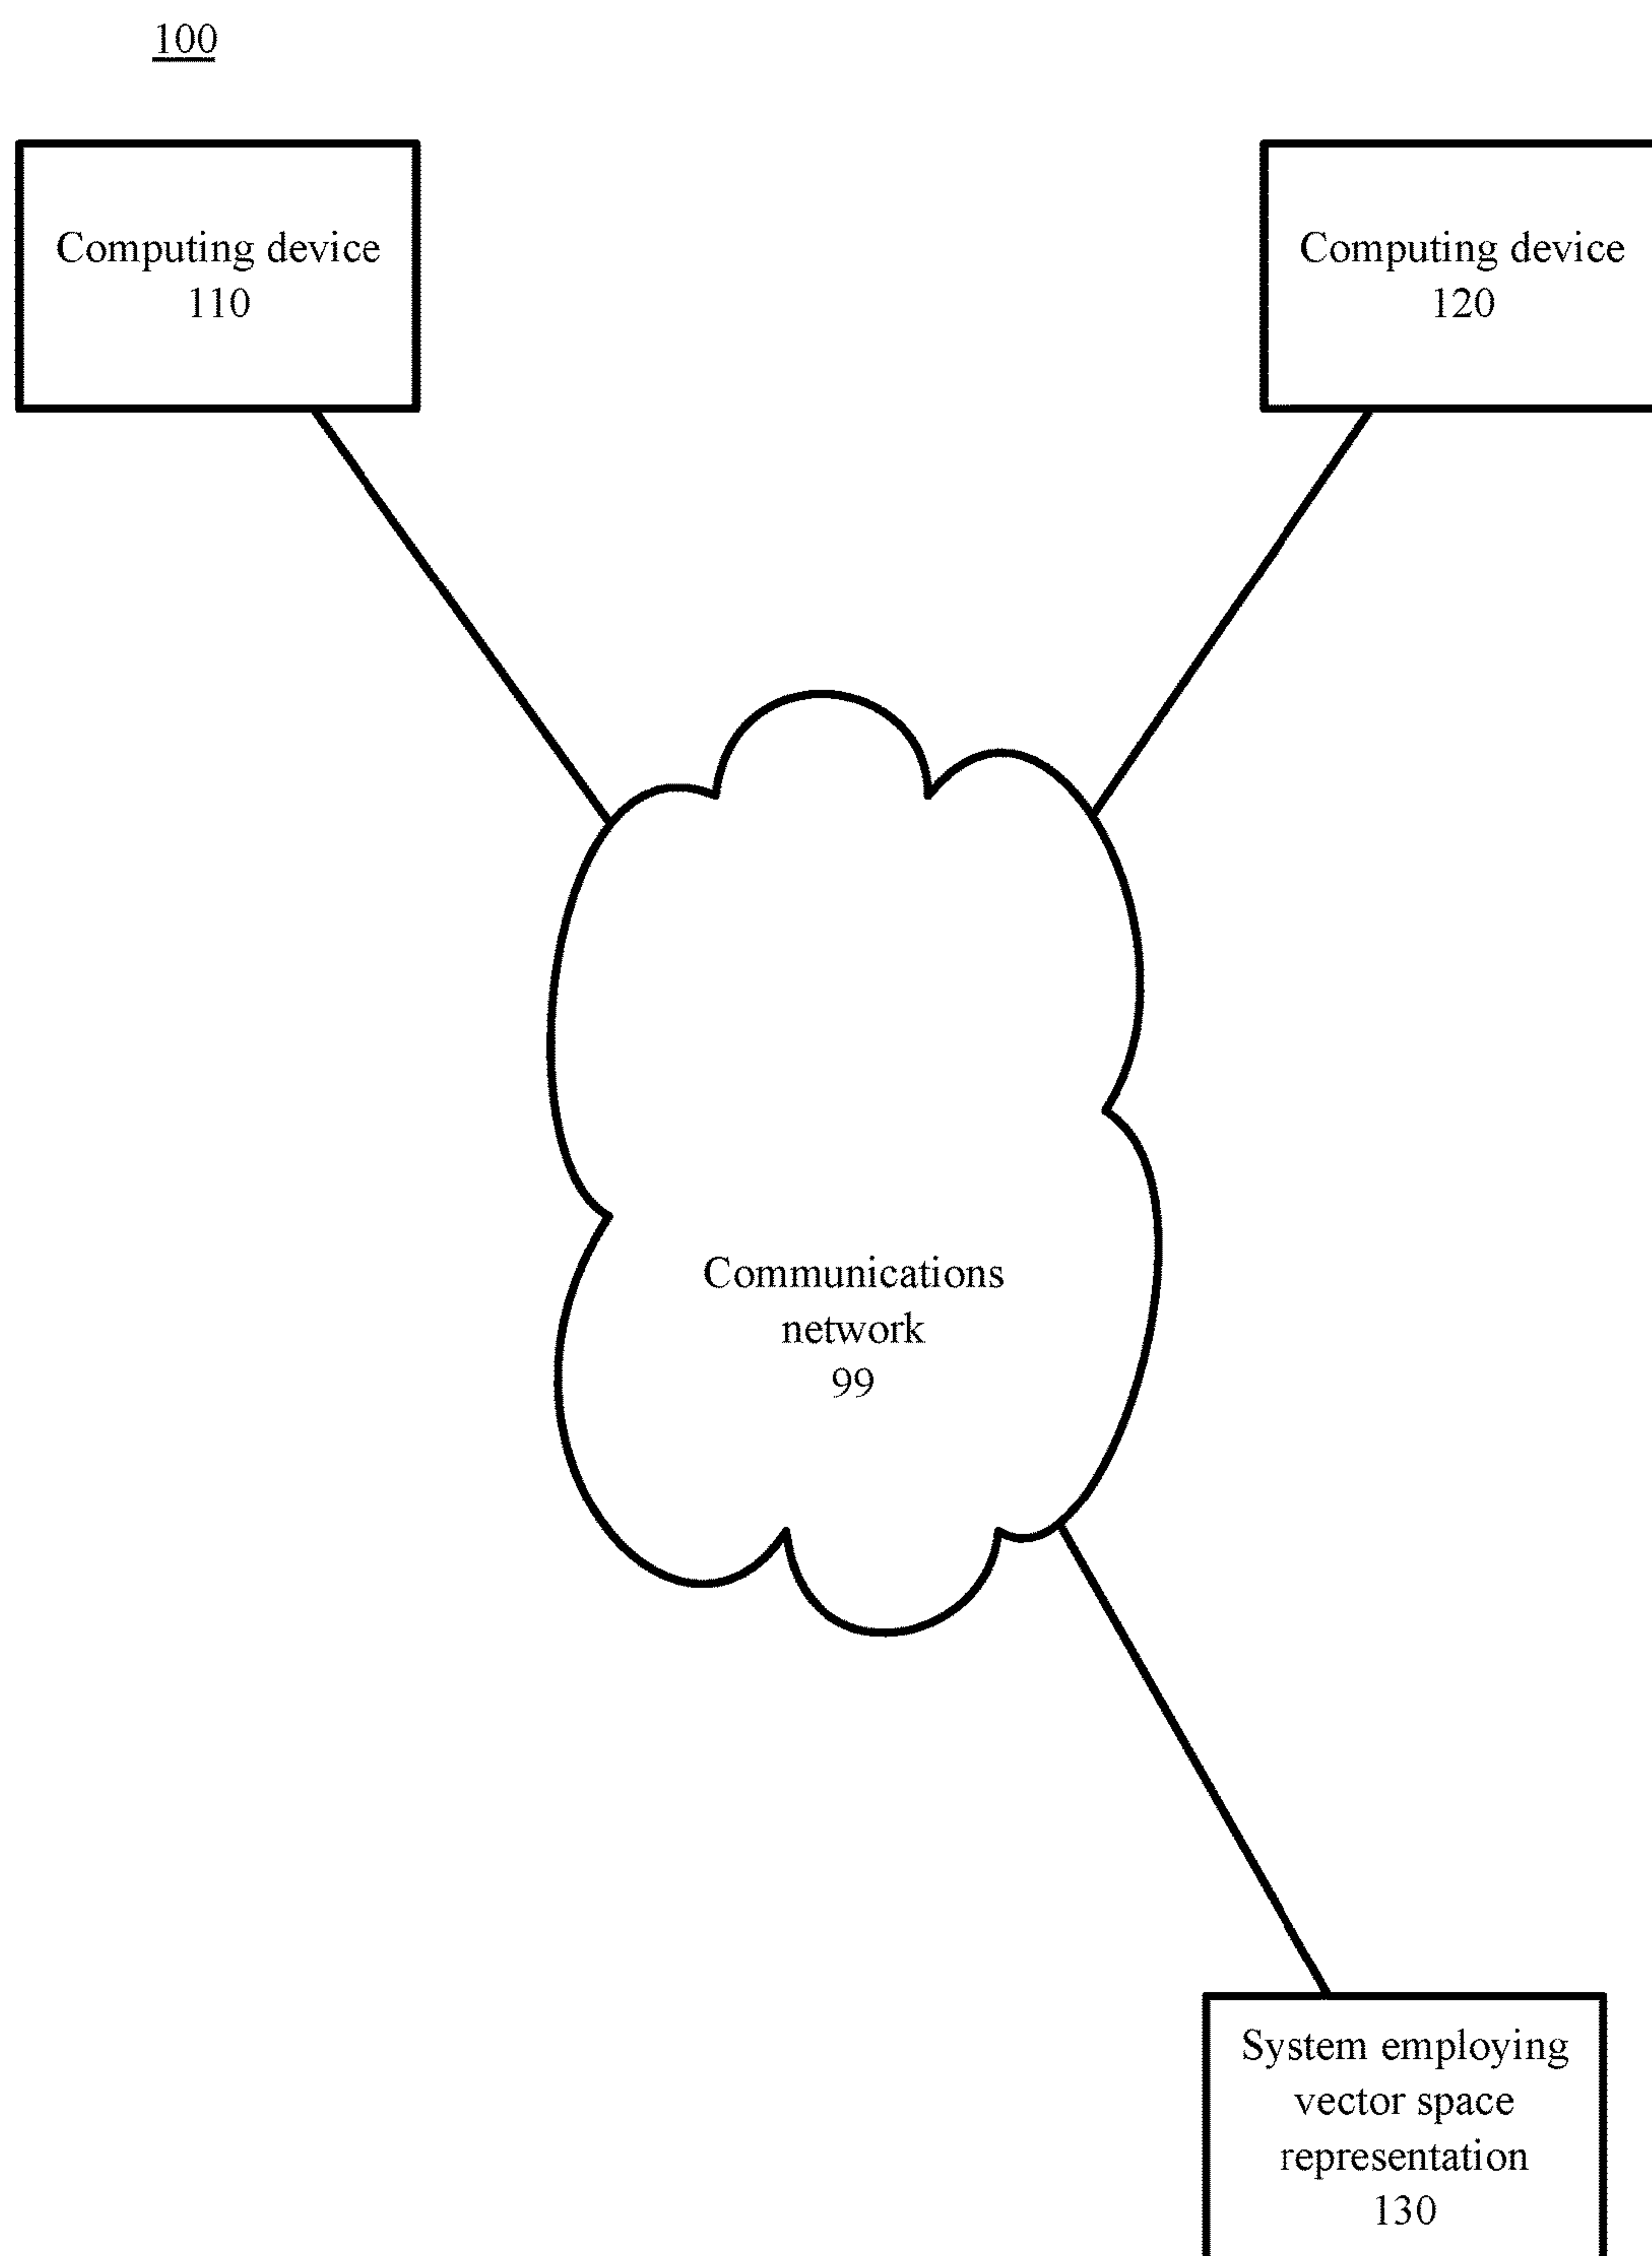 100
Computing device
110
Computing device
120
Communications
network
99
System employing
vector space
representation
130